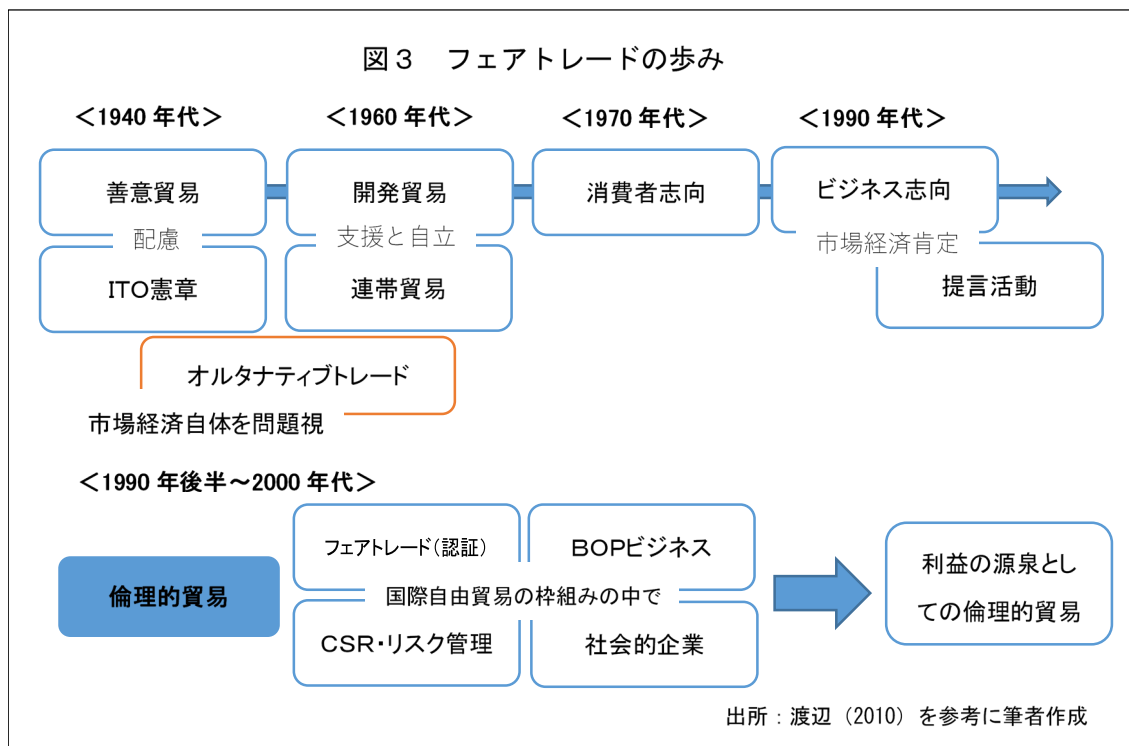 図3 フェアトレードの歩み
＜1940 年代＞
＜1960 年代＞
＜1970 年代＞
＜1990 年代＞
善意貿易
開発貿易
消費者志向
ビジネス志向
配慮
支援と自立
市場経済肯定
ITO憲章
連帯貿易
提言活動
オルタナティブトレード
市場経済自体を問題視
＜1990 年後半～2000 年代＞
倫理的貿易
フェアトレード（認証）
BOPビジネス
国際自由貿易の枠組みの中で
CSR・リスク管理
社会的企業
利益の源泉とし
ての倫理的貿易
出所：渡辺（2010）を参考に筆者作成